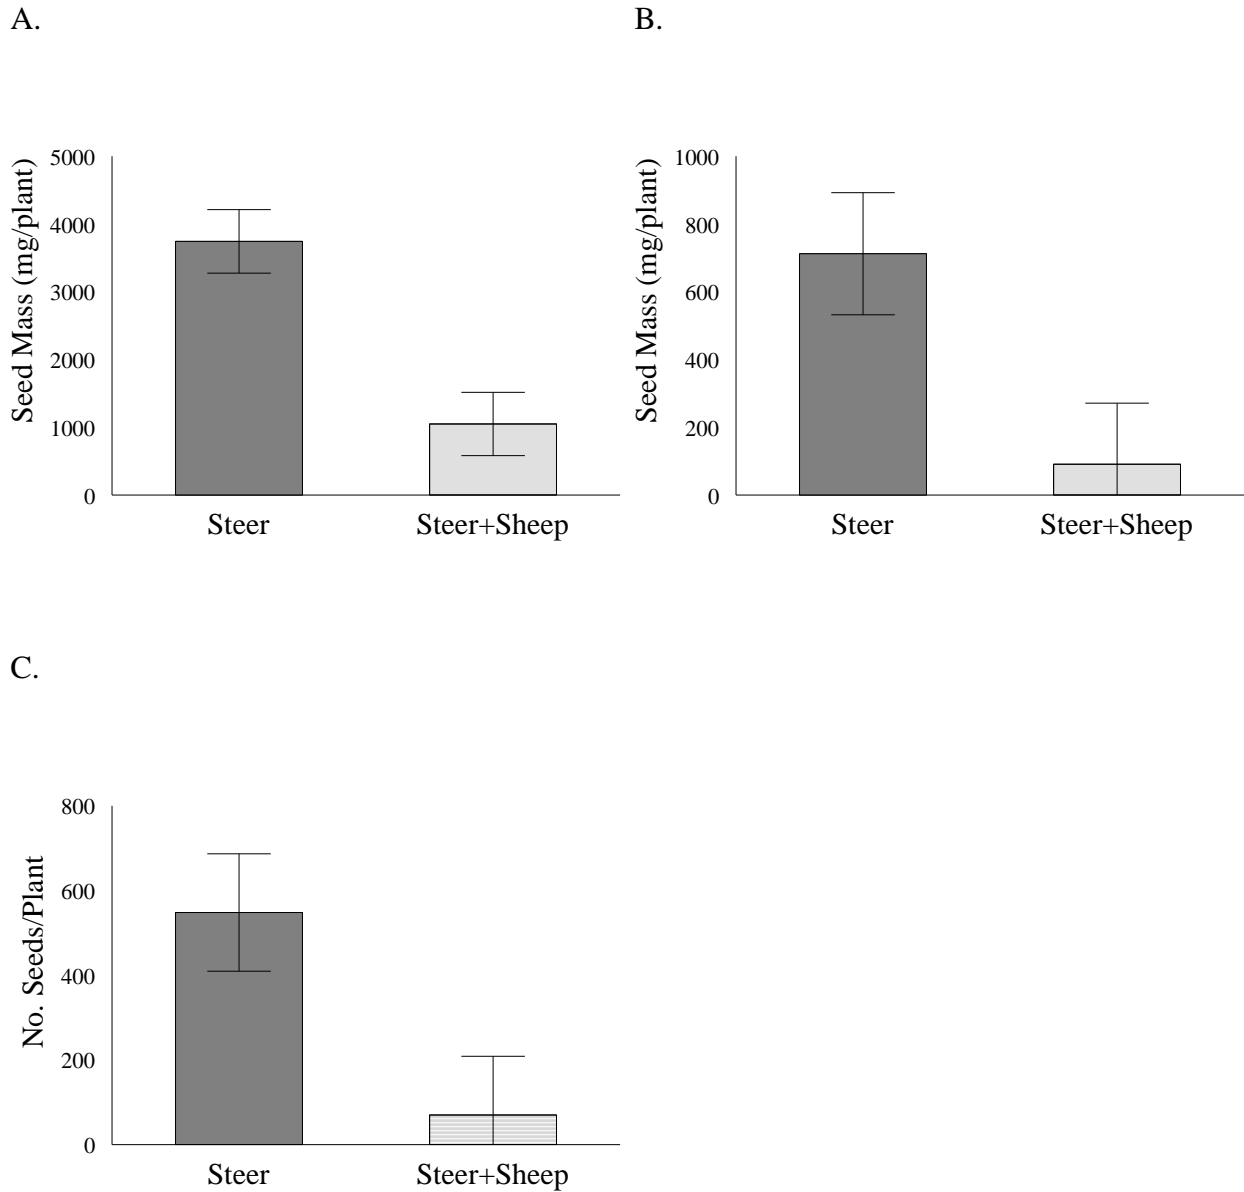 A.
Seed Mass (mg/plant)
5000
4000
3000
2000
1000
0
Steer
Steer+Sheep
B.
Seed Mass (mg/plant)
1000
800
600
400
200
0
Steer
Steer+Sheep
C.
No. Seeds/Plant
800
600
400
200
0
Steer
Steer+Sheep